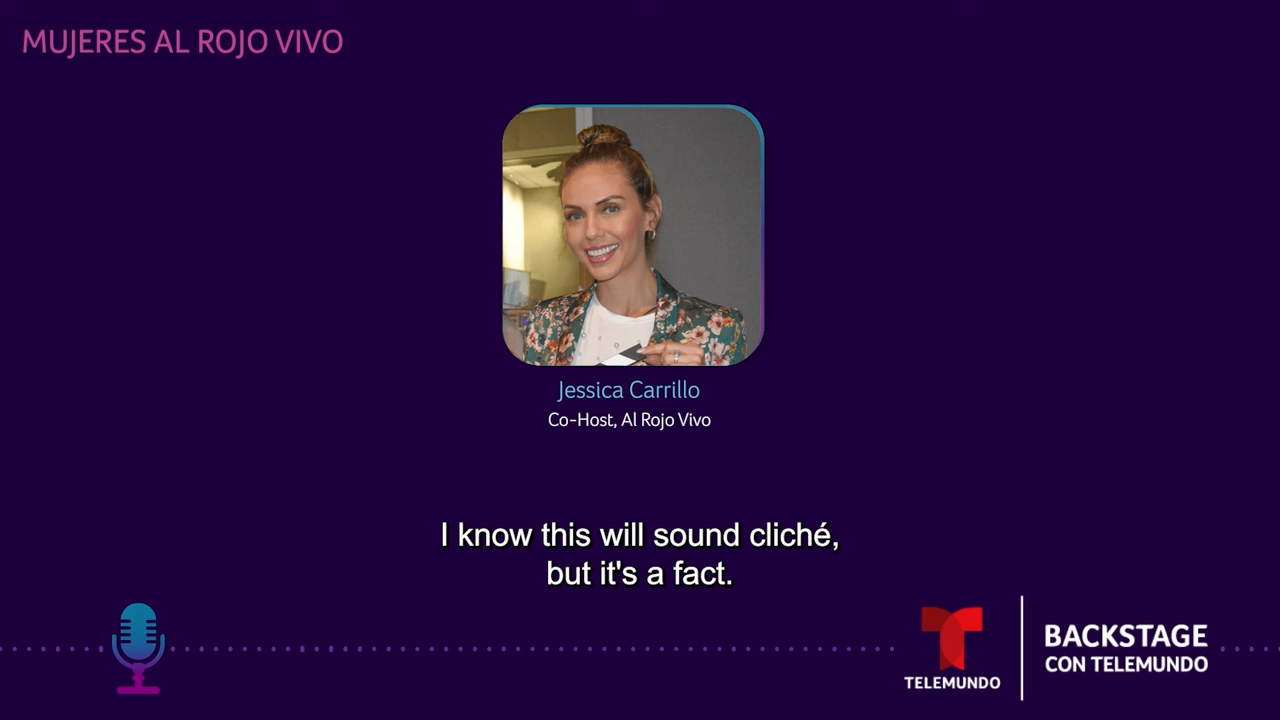 MUJERES AL ROJO VIVO
Jessica Carrillo
Co-Host, Al Rojo Vivo
I know this will sound cliché,
but it's a fact.
TELEMUNDO
BACKSTAGE
CON TELEMUNDO